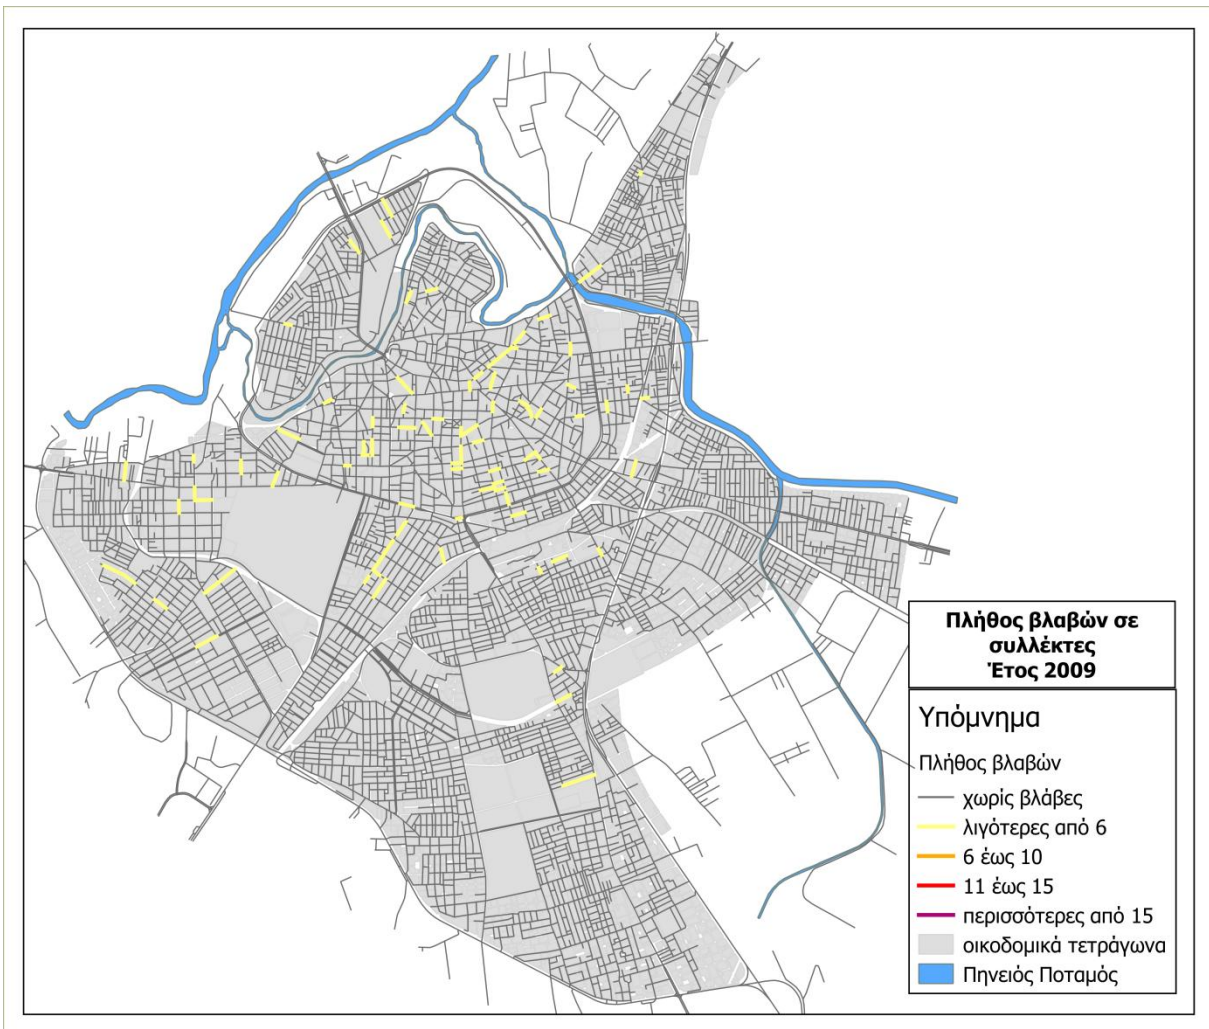 Πλήθος βλαβών σε
συλλέκτες
Έτος 2009
Υπόμνημα
Πλήθος βλαβών
χωρίς βλάβες
λιγότερες από 6
6 έως 10
11 έως 15
περισσότερες από 15
οικοδομικά τετράγωνα
Πηνειός Ποταμός